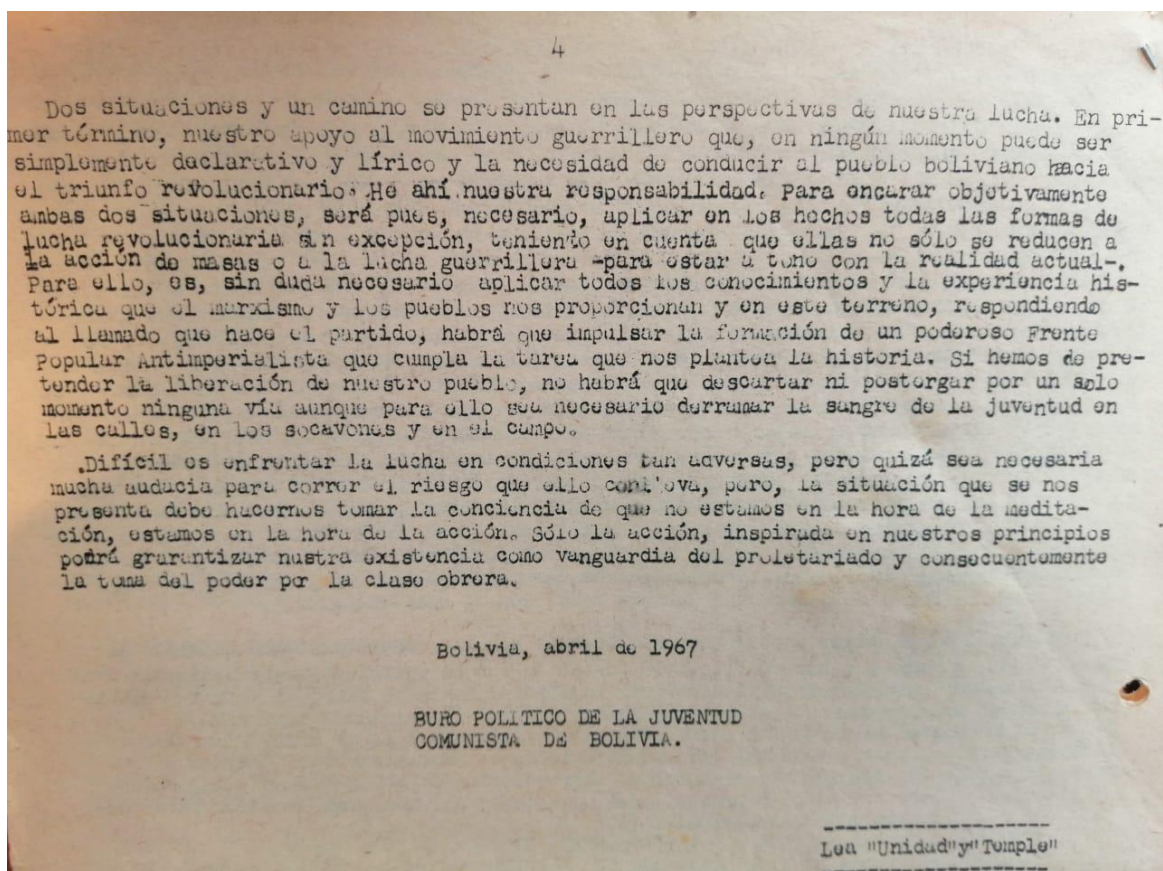 4
Dos situaciones y un camino se presentan en las perspectivas de nuestra lucha. En pri-
mer término, nuestro apoyo al movimiento guerrillero que, en ningún momento puede ser
simplemente declarativo y lírico y la necesidad de conducir al pueblo boliviano hacia
el triunfo revolucionario. He ahí nuestra responsabilidad. Para encarar objetivamente
ambas dos situaciones, será pues, necesario, aplicar en los hechos todas las formas de
lucha revolucionaria sin excepción, teniendo en cuenta que ellas no sólo se reducen a
la acción de masas o a la lucha guerrillera -para estar a tono con la realidad actual-.
Para ello, es, sin duda necesario aplicar todos los conocimientos y la experiencia his-
tórica que el marxismo y los pueblos nos proporcionan y en este terreno, respondiendo
al llamado que hace el partido, habrá que impulsar la formación de un poderoso Frente
Popular Antimperialista que cumpla la tarea que nos plantea la historia. Si hemos de pre-
tender la liberación de nuestro pueblo, no habrá que descartar ni postergar por un solo
momento ninguna vía aunque para ello sea necesario derramar la sangre de la juventud en
las calles, en los socavones y en el campo.
.Difícil es enfrentar la lucha en condiciones tan adversas, pero quizá sea necesaria
mucha audacia para correr el riesgo que ello conl'eva, pero, la situación que se nos
presenta debe hacernos tomar la conciencia de que no estamos en la hora de la medita-
ción, estamos en la hora de la acción. Sólo la acción, inspirada en nuestros principios
podrá grarantizar nustra existencia como vanguardia del proletariado y consecuentemente
la toma del poder por la clase obrera.
Bolivia, abril de 1967
BURO POLITICO DE LA JUVENTUD
COMUNISTA DE BOLIVIA.
Lea "Unidad"y"Temple"